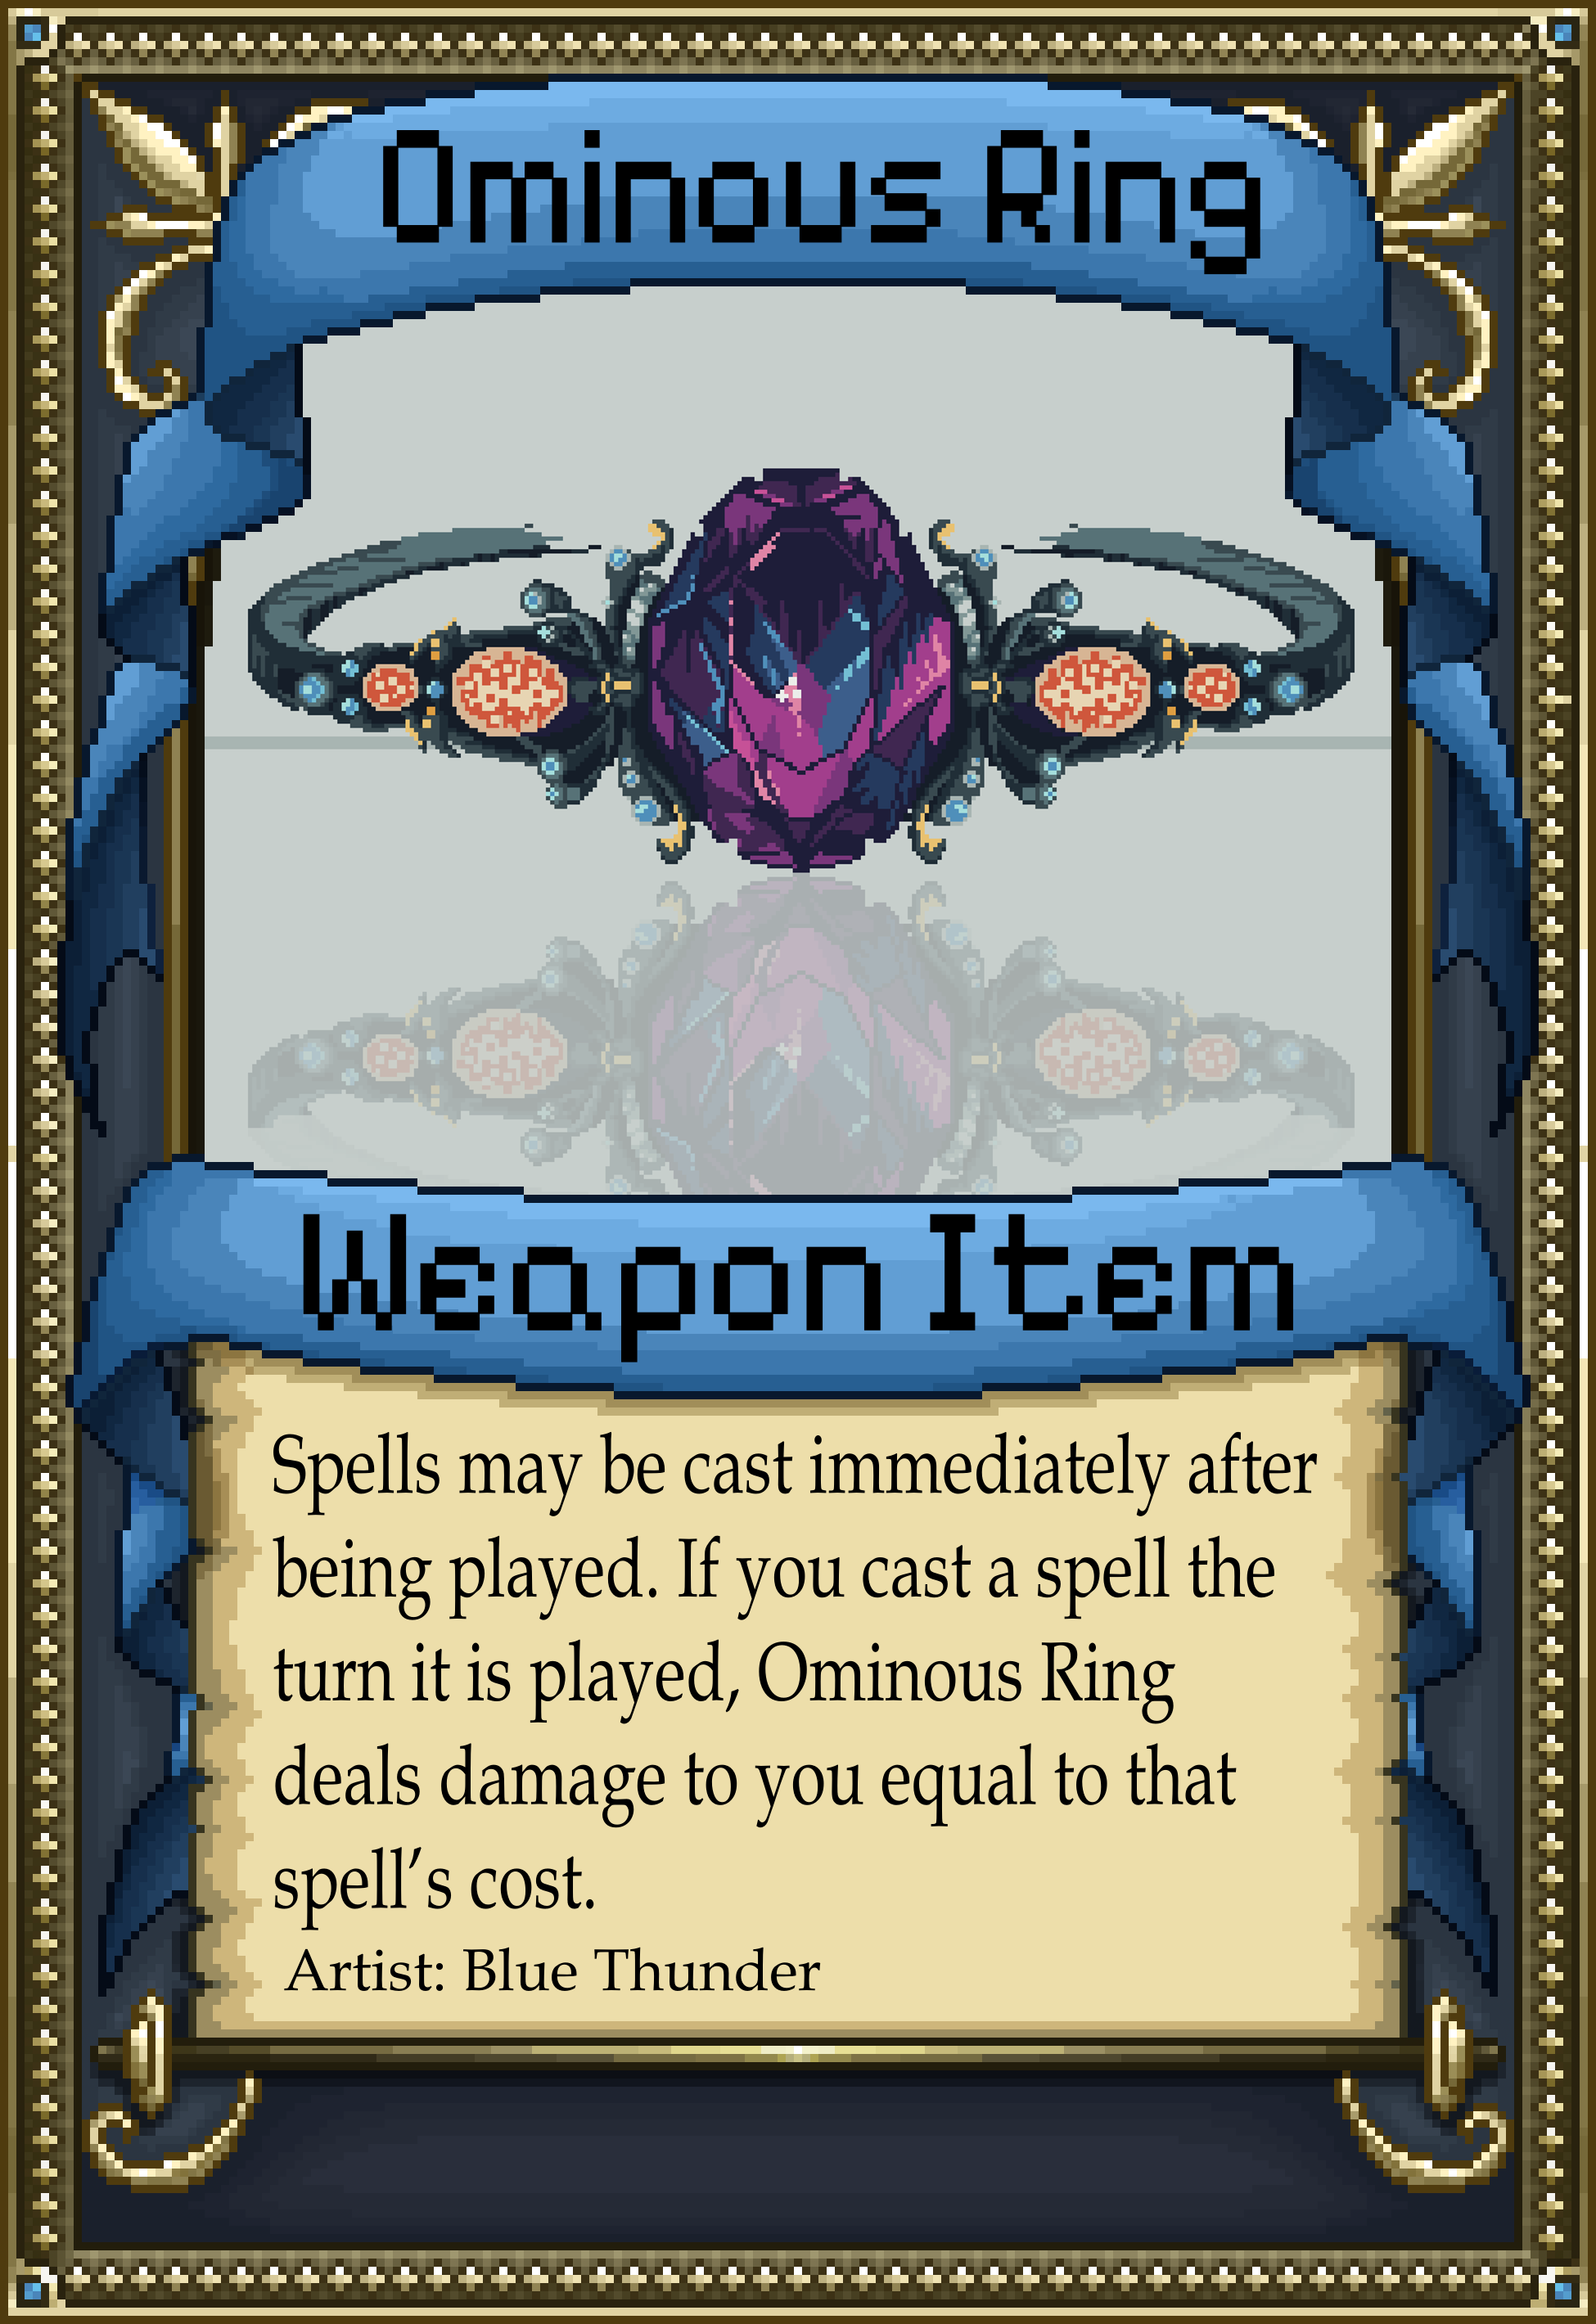 Ominous Ring
Weapon Item
Spells may be cast immediately after
being played. If you cast a spell the
turn it is played, Ominous Ring
deals damage to you equal to that
spell’s cost.
Artist: Blue Thunder